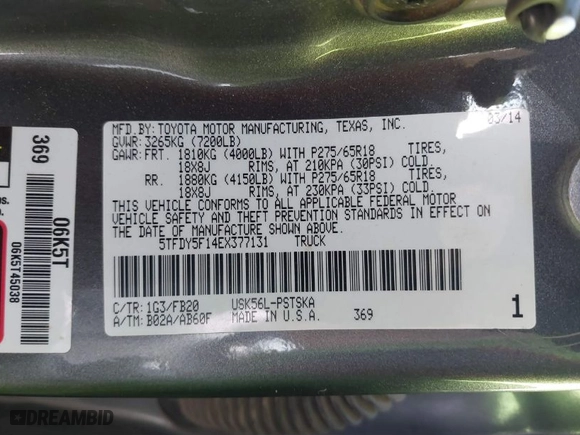 MFD.BY: TOYOTA MOTOR MANUFACTURING, TEXAS, INC. 03/14
GVWR: 3265KG (7200LB)
GAWR: FRT. 1810KG (4000LB) WITH P275/65R18 TIRES,
18X8J RIMS, AT 210KPA (30PSI) COLD.
RR. 1880KG (4150LB) WITH P275/65R18 TIRES,
18X8J RIMS, AT 230KPA (33PSI) COLD.
THIS VEHICLE CONFORMS TO ALL APPLICABLE FEDERAL MOTOR
VEHICLE SAFETY AND THEFT PREVENTION STANDARDS IN EFFECT ON
THE DATE OF MANUFACTURE SHOWN ABOVE.
5TFDY5F14EX377131 TRUCK
C/TR: 1G3/FB20 USK56L-PSTSKA
A/TM: B02A/AB60F MADE IN U.S.A. 369 1
369
06K5T
06K5T45038
DREAMBID